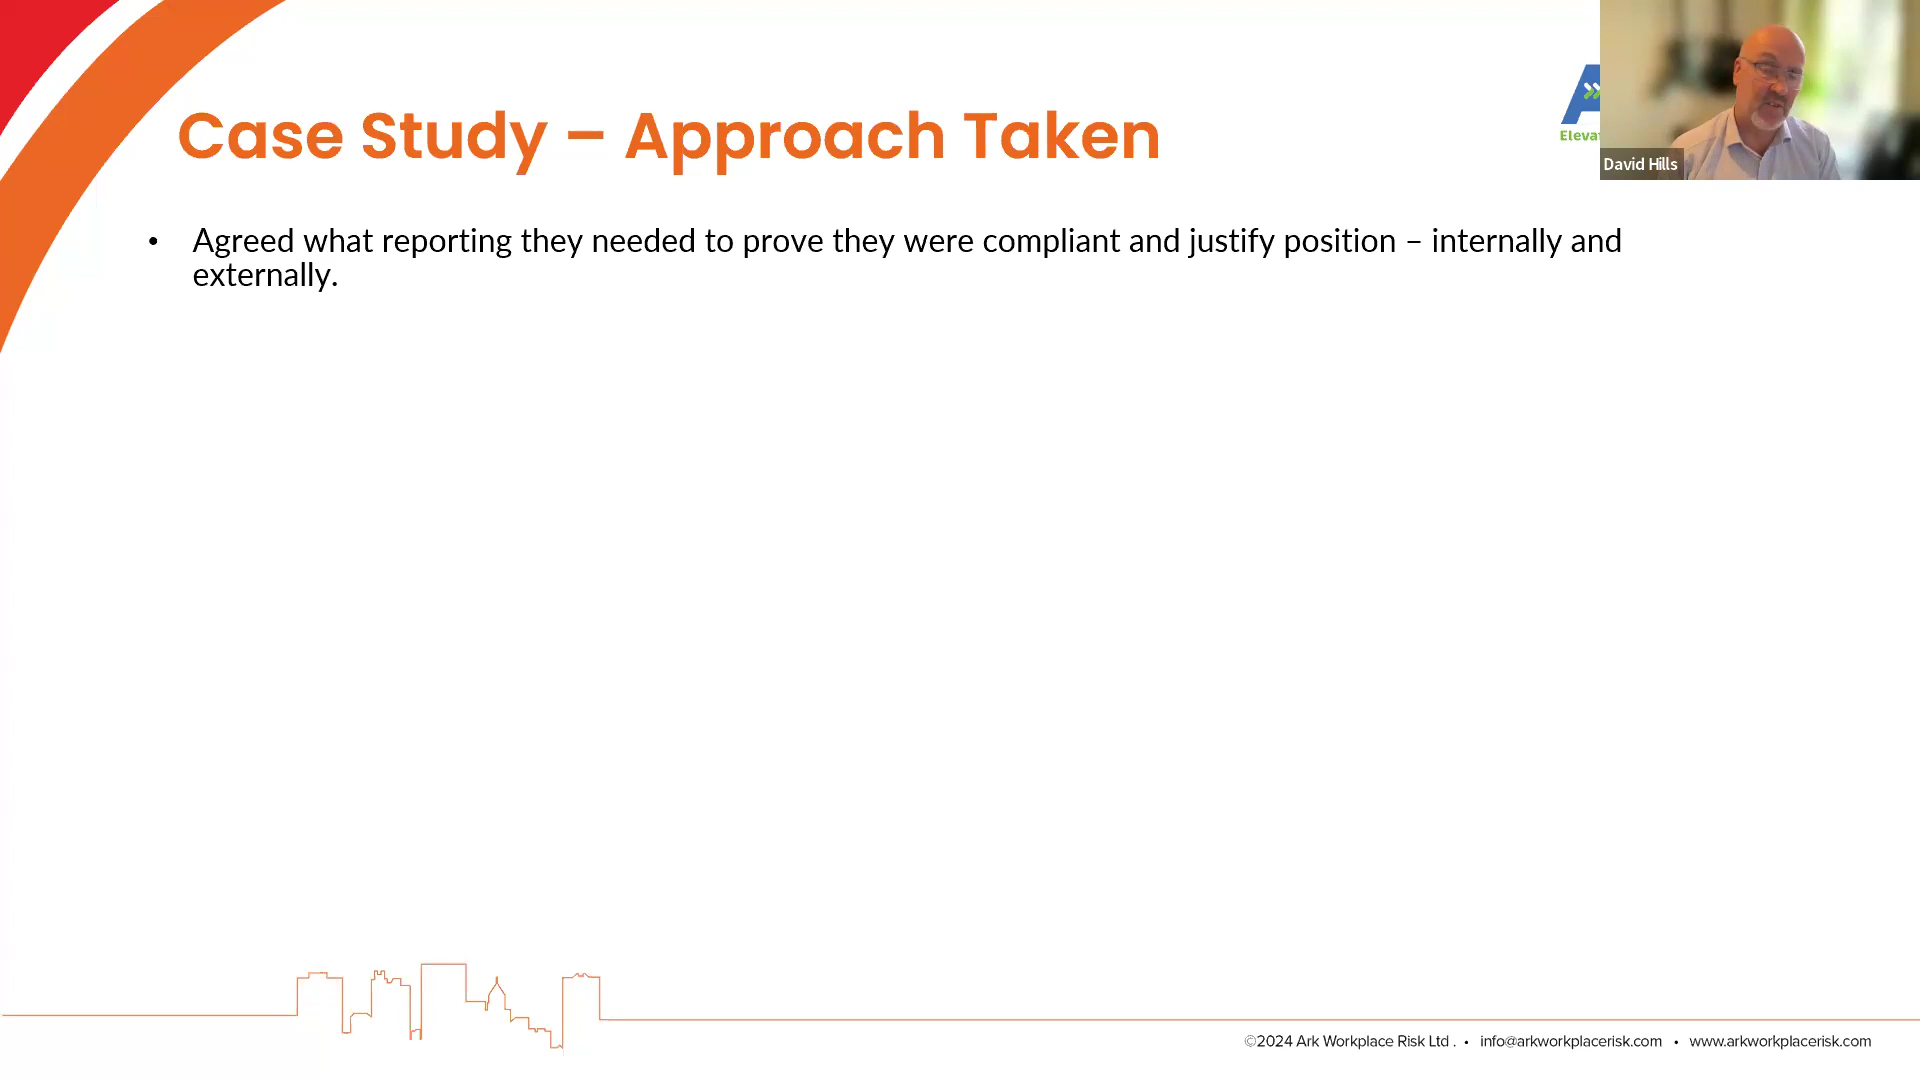 Case Study – Approach Taken
Eleva
David Hills
• Agreed what reporting they needed to prove they were compliant and justify position – internally and
externally.
©2024 Ark Workplace Risk Ltd . • info@arkworkplacerisk.com • www.arkworkplacerisk.com